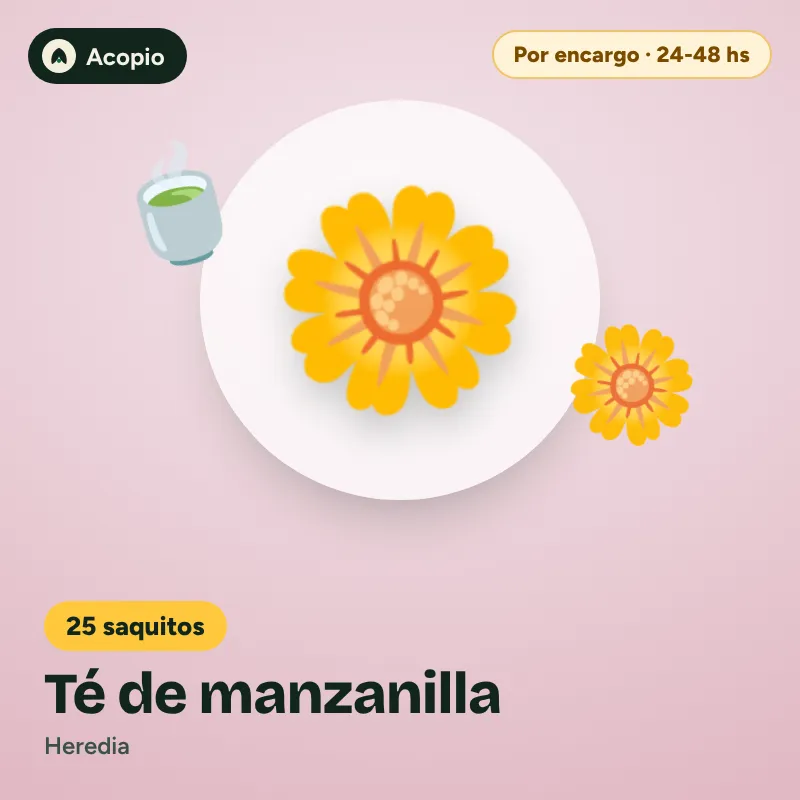 Acopio
Por encargo · 24-48 hs
25 saquitos
Té de manzanilla
Heredia